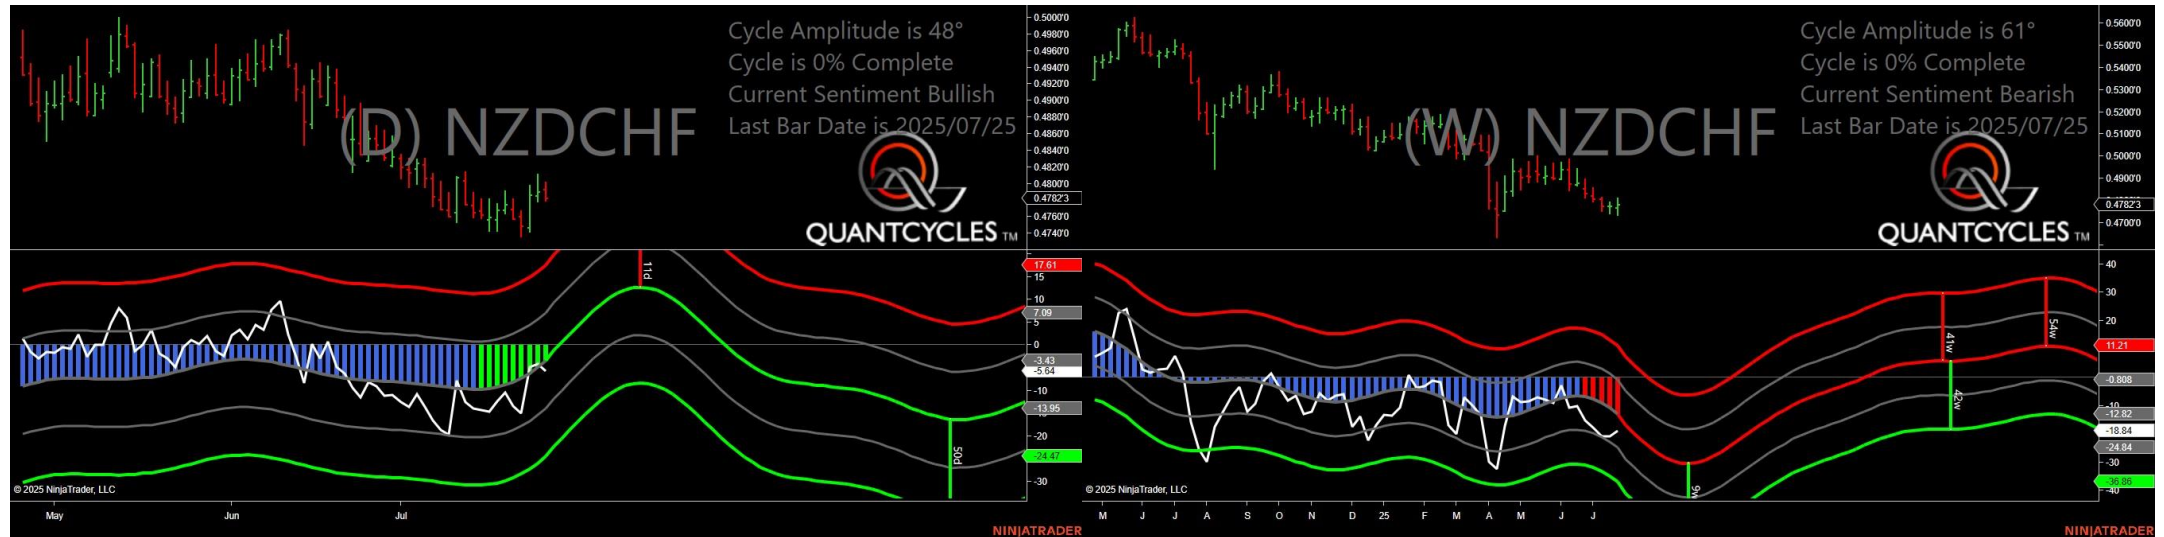 Cycle Amplitude is 48°
Cycle is 0% Complete
Current Sentiment Bullish
Last Bar Date is 2025/07/25
(D) NZDCHF
QUANTCYCLES TM
0.5000'0
0.4980'0
0.4960'0
0.4940'0
0.4920'0
0.4900'0
0.4880'0
0.4860'0
0.4840'0
0.4820'0
0.4800'0
0.4782'3
0.4760'0
0.4740'0
17.61
15
10
7.09
5
0
-3.43
-5.64
-10
-13.95
-20
-24.47
-30
11d
50d
© 2025 NinjaTrader, LLC
May
Jun
Jul
NINJATRADER
Cycle Amplitude is 61°
Cycle is 0% Complete
Current Sentiment Bearish
Last Bar Date is 2025/07/25
(W) NZDCHF
QUANTCYCLES TM
0.5600'0
0.5500'0
0.5400'0
0.5300'0
0.5200'0
0.5100'0
0.5000'0
0.4900'0
0.4782'3
0.4700'0
40
30
20
11.21
-0.808
-10
-12.82
-18.84
-24.84
-30
-36.86
-40
41w
54w
42w
9w
© 2025 NinjaTrader, LLC
M
J
J
A
S
O
N
D
25
F
M
A
M
J
J
NINJATRADER